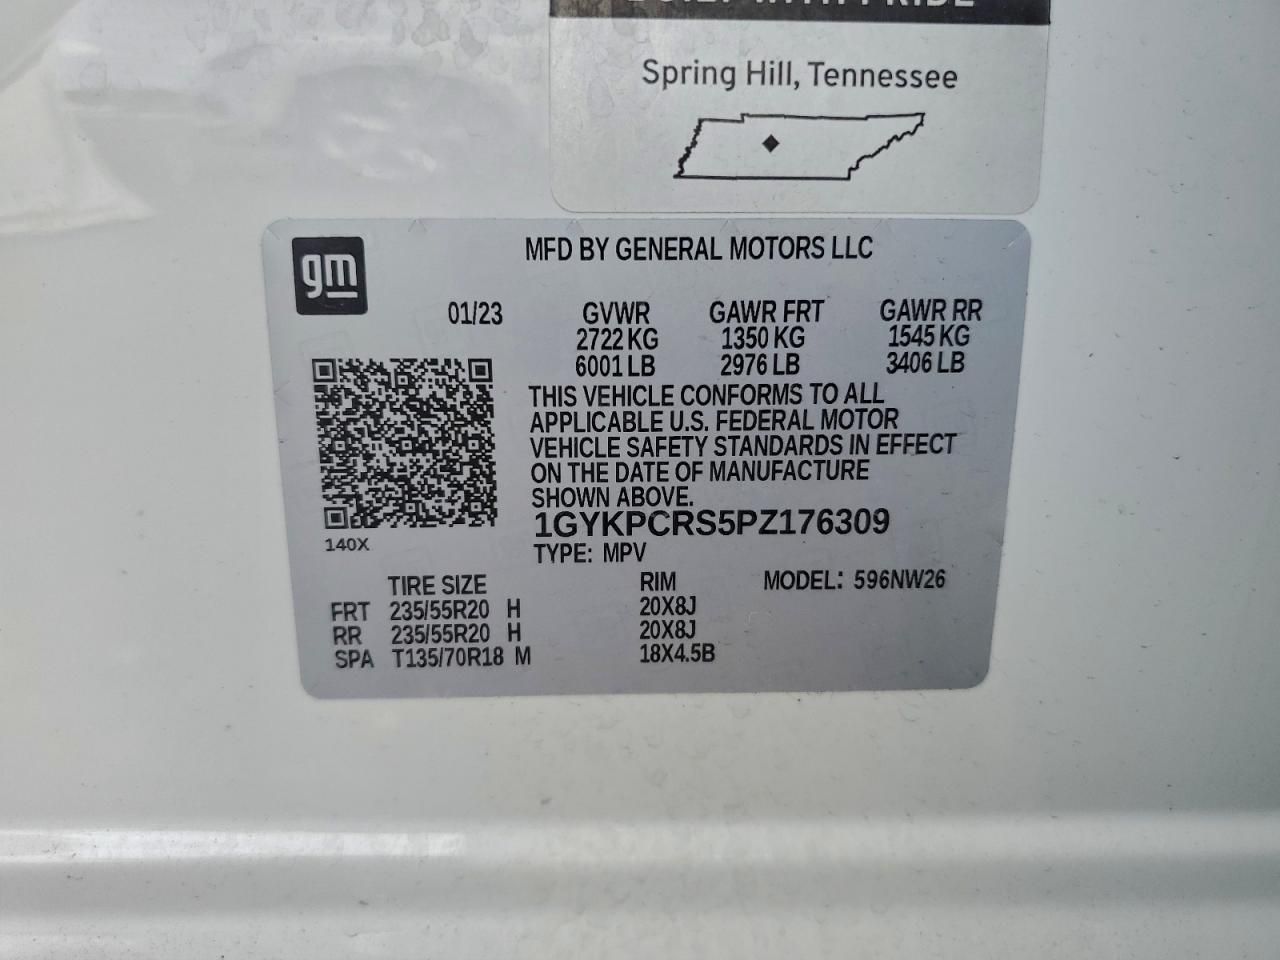 BUILT WITH PRIDE
Spring Hill, Tennessee
gm
MFD BY GENERAL MOTORS LLC
01/23 GVWR GAWR FRT GAWR RR
2722 KG 1350 KG 1545 KG
6001 LB 2976 LB 3406 LB
THIS VEHICLE CONFORMS TO ALL
APPLICABLE U.S. FEDERAL MOTOR
VEHICLE SAFETY STANDARDS IN EFFECT
ON THE DATE OF MANUFACTURE
SHOWN ABOVE.
1GYKPCRS5PZ176309
140X
TYPE: MPV
TIRE SIZE RIM MODEL: 596NW26
FRT 235/55R20 H 20X8J
RR 235/55R20 H 20X8J
SPA T135/70R18 M 18X4.5B